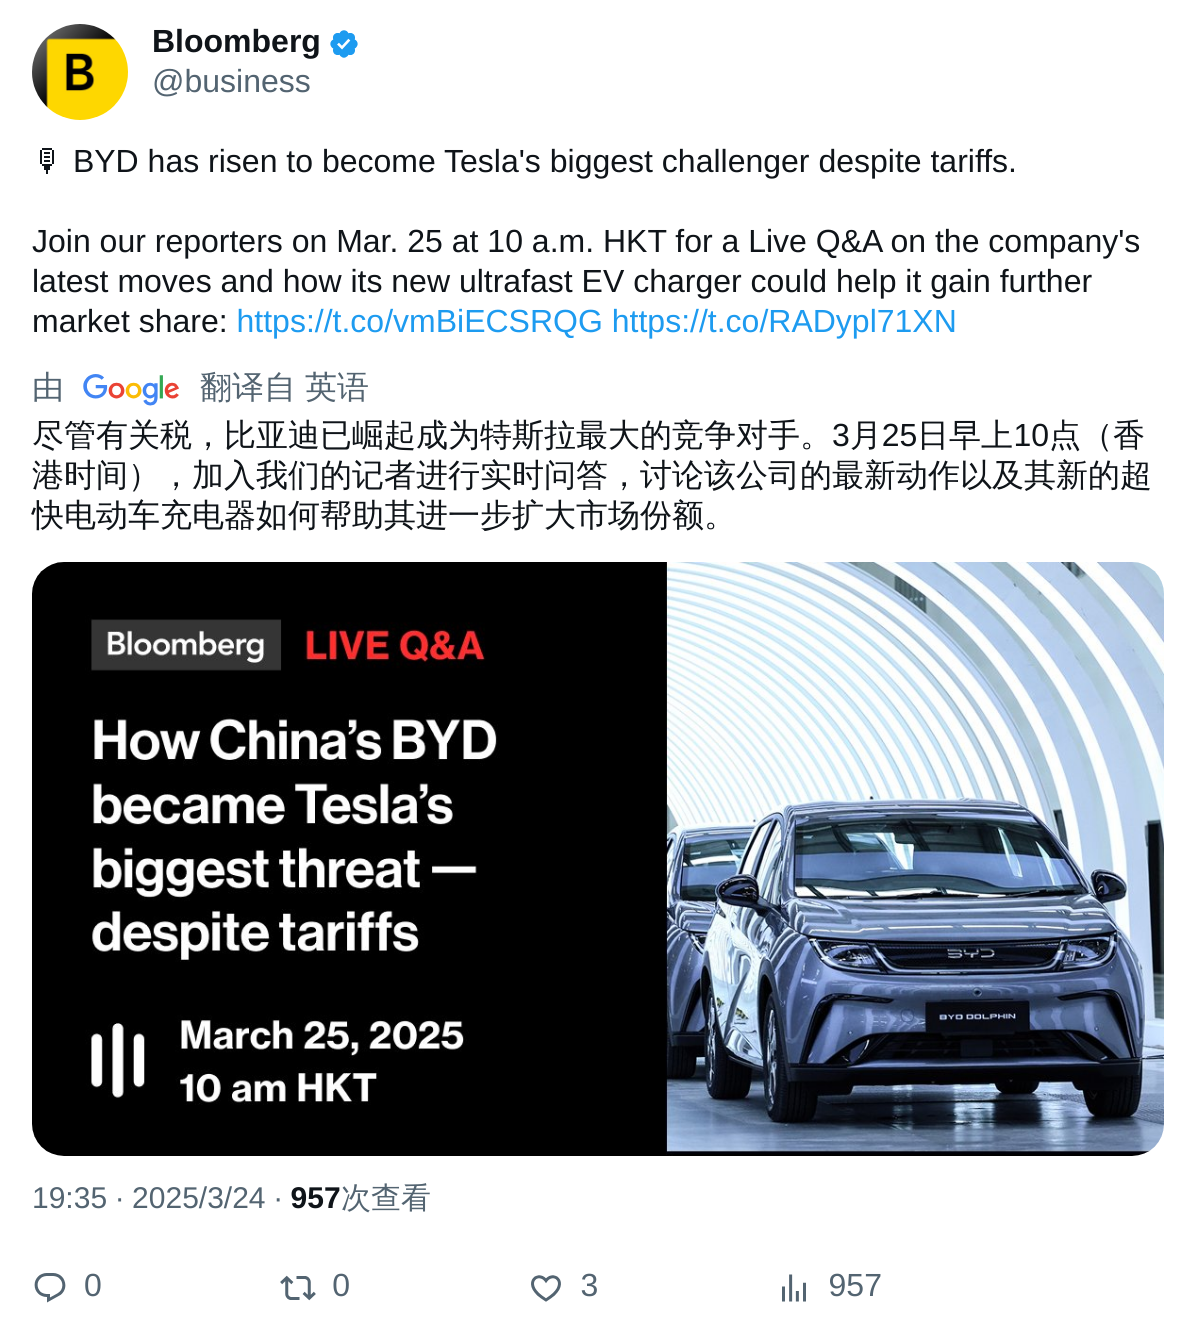 B
Bloomberg
@business
🎙 BYD has risen to become Tesla's biggest challenger despite tariffs.
Join our reporters on Mar. 25 at 10 a.m. HKT for a Live Q&A on the company's
latest moves and how its new ultrafast EV charger could help it gain further
market share: https://t.co/vmBiECSRQG https://t.co/RADypl71XN
由 Google 翻译自 英语
尽管有关税，比亚迪已崛起成为特斯拉最大的竞争对手。3月25日早上10点（香
港时间），加入我们的记者进行实时问答，讨论该公司的最新动作以及其新的超
快电动车充电器如何帮助其进一步扩大市场份额。
Bloomberg LIVE Q&A
How China’s BYD
became Tesla’s
biggest threat —
despite tariffs
March 25, 2025
10 am HKT
BYD
BYD DOLPHIN
19:35 · 2025/3/24 · 957次查看
0 0 3 957